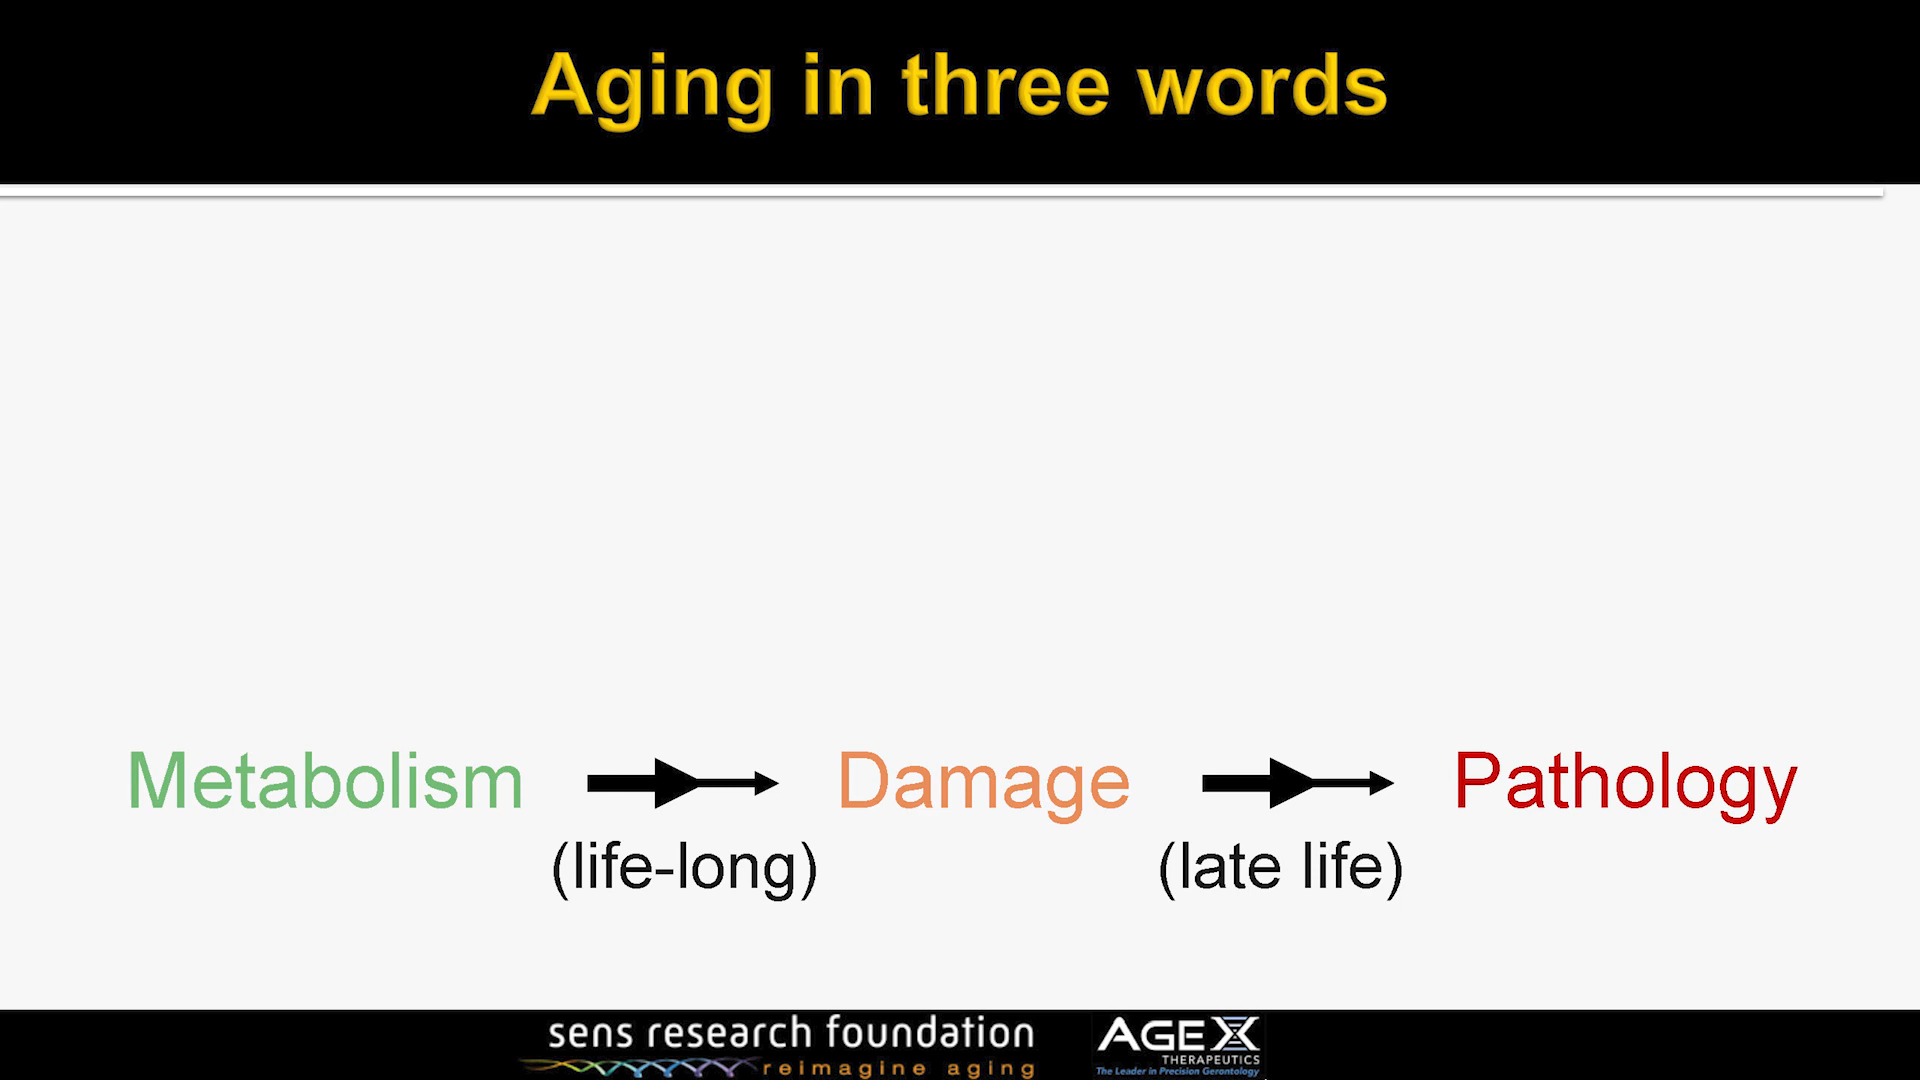 Aging in three words
Metabolism Damage Pathology
(life-long) (late life)
sens research foundation
reimagine aging
AGEX
THERAPEUTICS
The Leader in Precision Gerontology